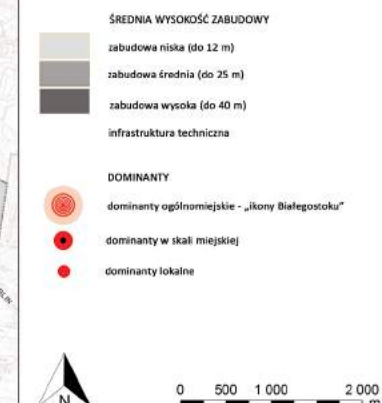 ŚREDNIA WYSOKOŚĆ ZABUDOWY
zabudowa niska (do 12 m)
zabudowa średnia (do 25 m)
zabudowa wysoka (do 40 m)
infrastruktura techniczna
DOMINANTY
dominanty ogólnomiejskie - „ikony Białegostoku"
dominanty w skali miejskiej
dominanty lokalne
N
0 500 1 000 2 000
m